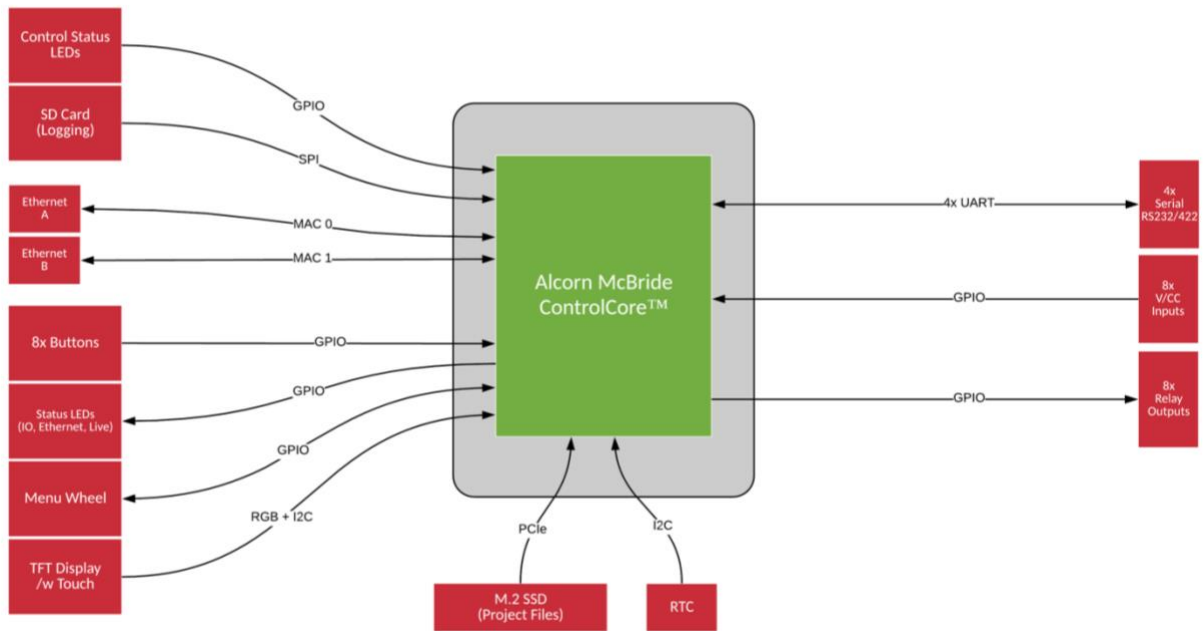 Control Status
LEDs
SD Card
(Logging)
Ethernet
A
Ethernet
B
8x Buttons
Status LEDs
(IO, Ethernet, Live)
Menu Wheel
TFT Display
/w Touch
GPIO
SPI
MAC 0
MAC 1
GPIO
GPIO
GPIO
RGB + I2C
Alcorn McBride
ControlCore™
PCIe
I2C
M.2 SSD
(Project Files)
RTC
4x UART
GPIO
GPIO
4x
Serial
RS232/422
8x
V/CC
Inputs
8x
Relay
Outputs